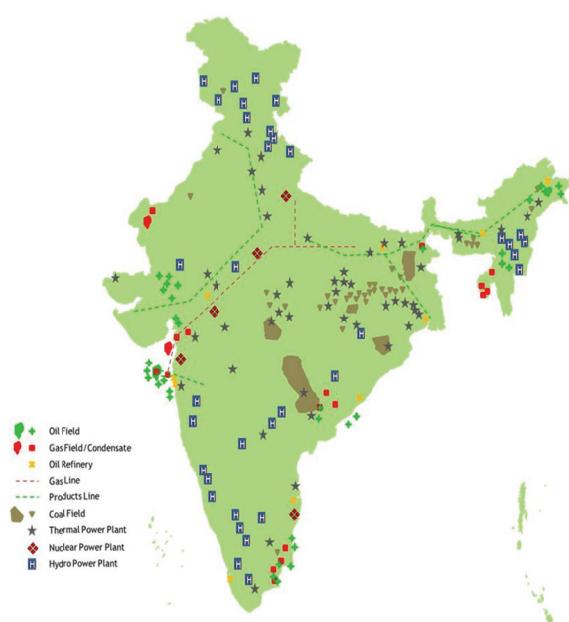 Oil Field
Gas Field/Condensate
Oil Refinery
Gas Line
Products Line
Coal Field
Thermal Power Plant
Nuclear Power Plant
Hydro Power Plant